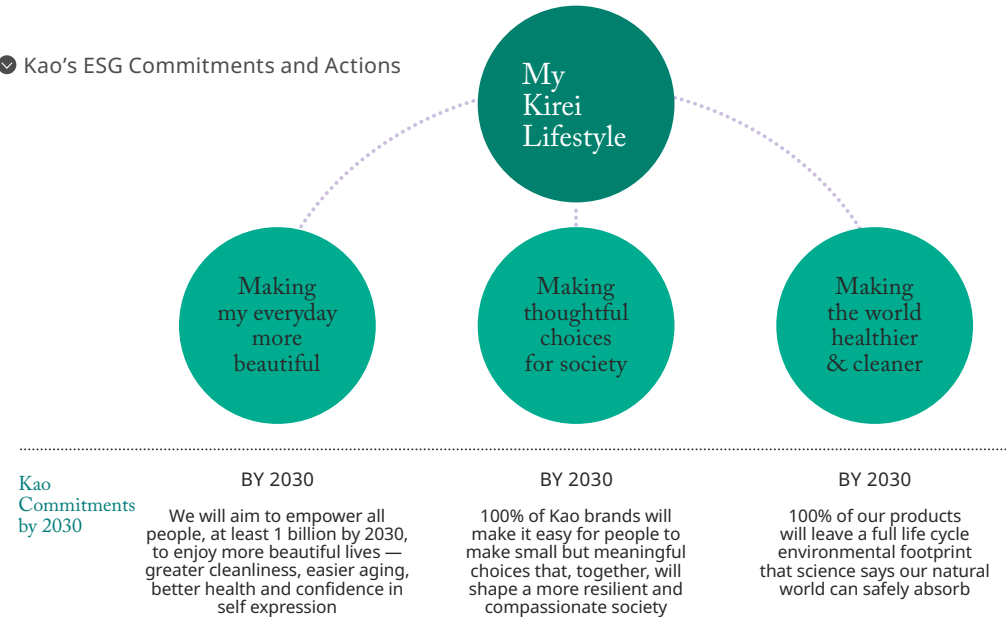 Kao’s ESG Commitments and Actions
My
Kirei
Lifestyle
Making
my everyday
more
beautiful
Making
thoughtful
choices
for society
Making
the world
healthier
& cleaner
Kao
Commitments
by 2030
BY 2030
We will aim to empower all
people, at least 1 billion by 2030,
to enjoy more beautiful lives —
greater cleanliness, easier aging,
better health and confidence in
self expression
BY 2030
100% of Kao brands will
make it easy for people to
make small but meaningful
choices that, together, will
shape a more resilient and
compassionate society
BY 2030
100% of our products
will leave a full life cycle
environmental footprint
that science says our natural
world can safely absorb